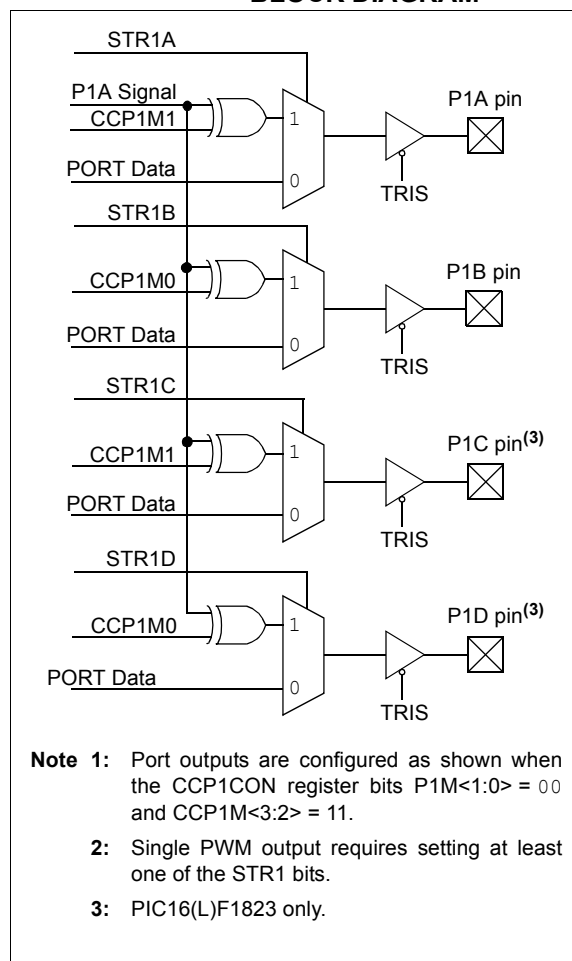 BLOCK DIAGRAM
STR1A
P1A Signal
CCP1M1
1
P1A pin
PORT Data
0
TRIS
STR1B
CCP1M0
1
P1B pin
PORT Data
0
TRIS
STR1C
CCP1M1
1
P1C pin(3)
PORT Data
0
TRIS
STR1D
CCP1M0
1
P1D pin(3)
PORT Data
0
TRIS
Note 1: Port outputs are configured as shown when
the CCP1CON register bits P1M<1:0> = 00
and CCP1M<3:2> = 11.
2: Single PWM output requires setting at least
one of the STR1 bits.
3: PIC16(L)F1823 only.